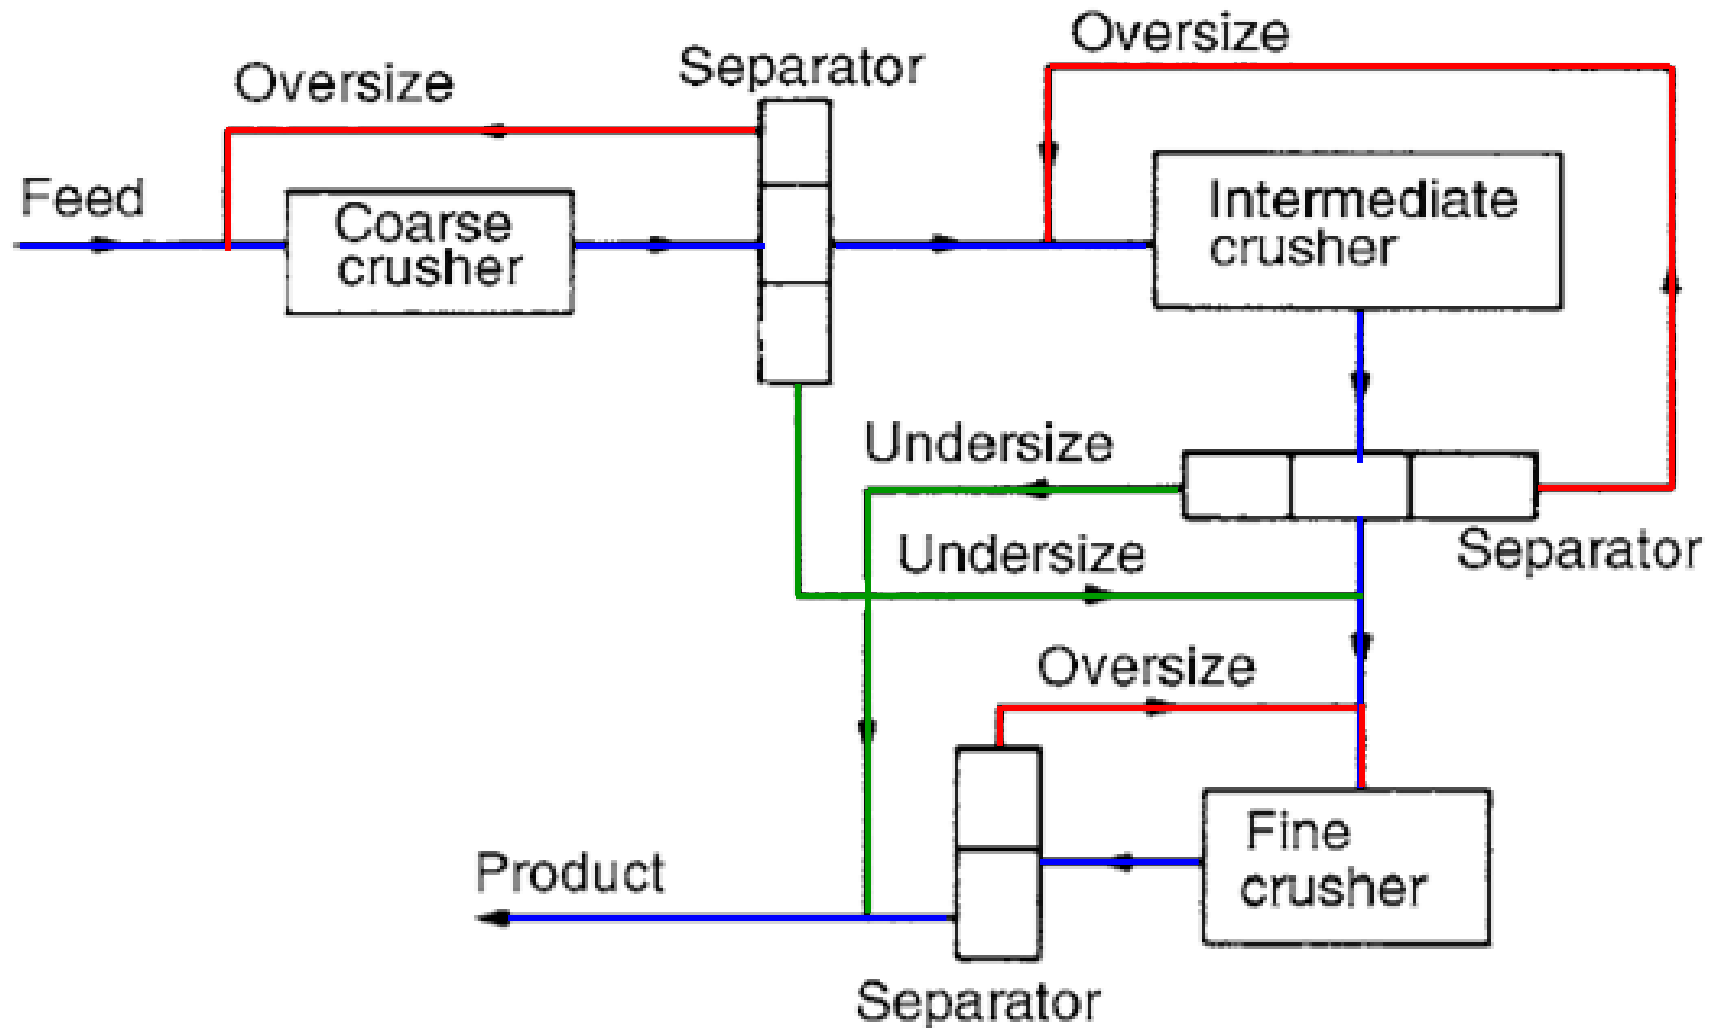 Oversize
Separator
Oversize
Feed
Coarse
crusher
Intermediate
crusher
Undersize
Undersize
Separator
Oversize
Fine
crusher
Product
Separator